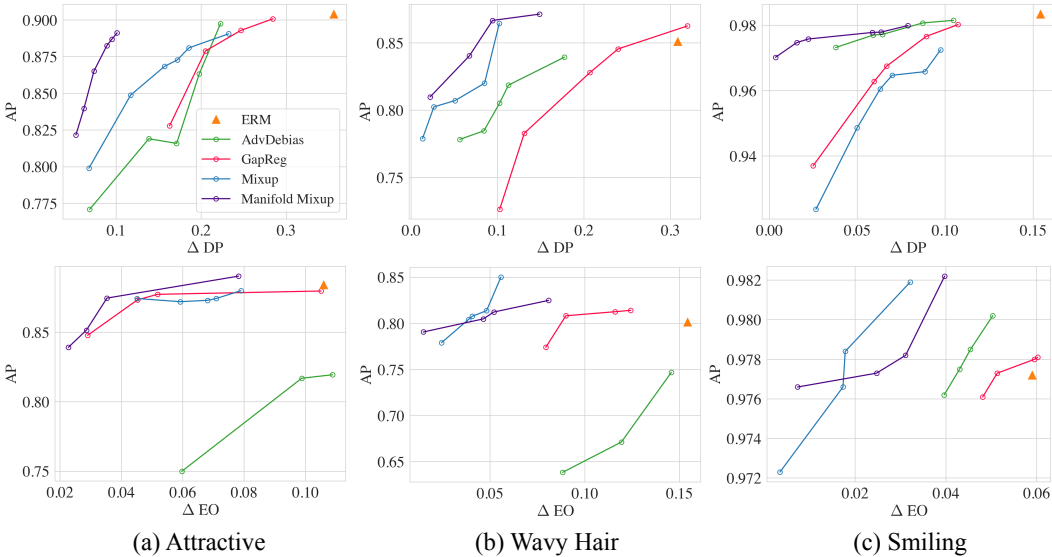 0.900
0.875
0.850
0.825
0.800
0.775
AP
0.1
0.2
0.3
Δ DP
ERM
AdvDebias
GapReg
Mixup
Manifold Mixup
0.85
0.80
0.75
AP
0.0
0.1
0.2
0.3
Δ DP
0.98
0.96
0.94
AP
0.00
0.05
0.10
0.15
Δ DP
0.85
0.80
0.75
AP
0.02
0.04
0.06
0.08
0.10
Δ EO
0.85
0.80
0.75
0.70
0.65
AP
0.05
0.10
0.15
Δ EO
0.982
0.980
0.978
0.976
0.974
0.972
AP
0.02
0.04
0.06
Δ EO
(a) Attractive
(b) Wavy Hair
(c) Smiling